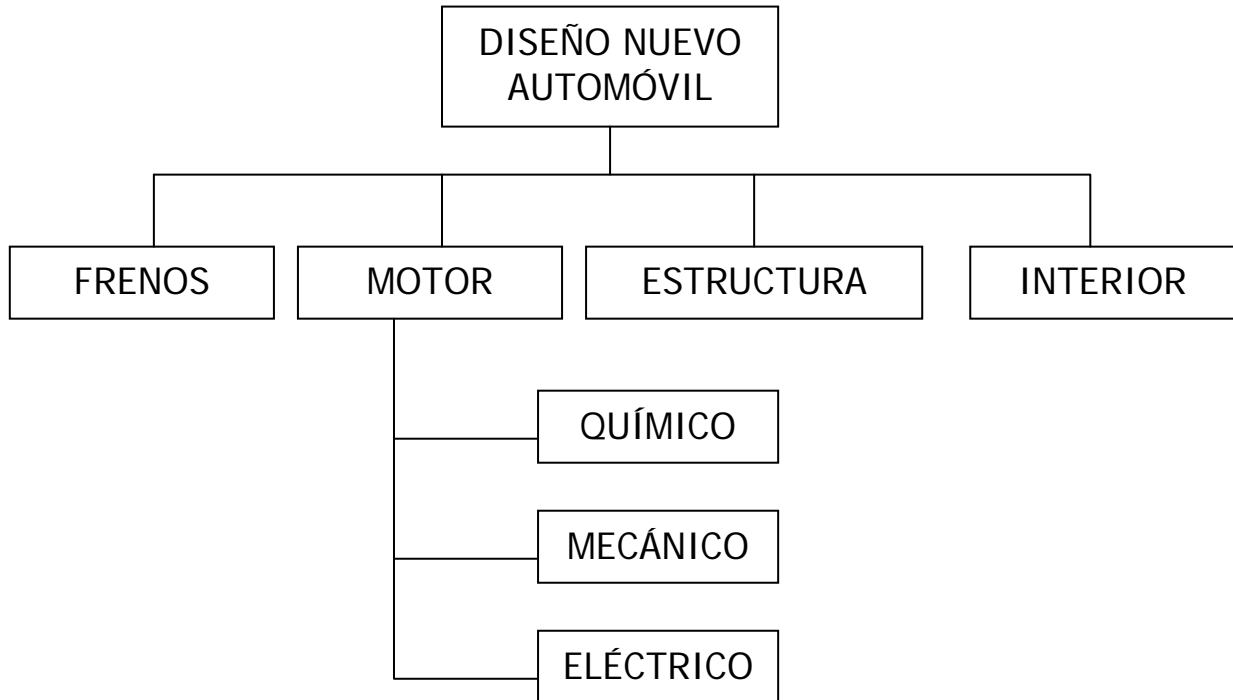 DISEÑO NUEVO
AUTOMÓVIL
FRENOS
MOTOR
ESTRUCTURA
INTERIOR
QUÍMICO
MECÁNICO
ELÉCTRICO